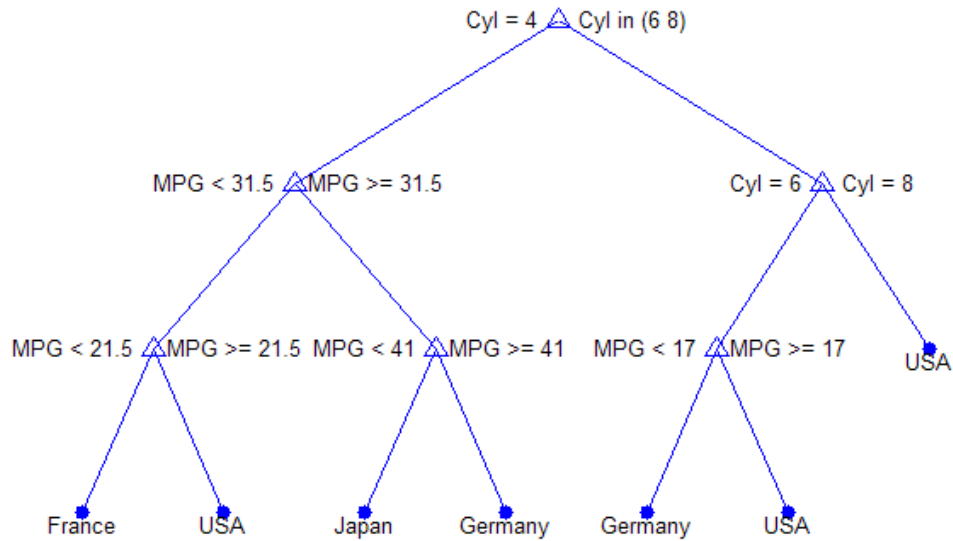 Cyl = 4 Cyl in (6 8)
MPG < 31.5 MPG >= 31.5 Cyl = 6 Cyl = 8
MPG < 21.5 MPG >= 21.5 MPG < 41 MPG >= 41 MPG < 17 MPG >= 17
USA
France USA Japan Germany Germany USA